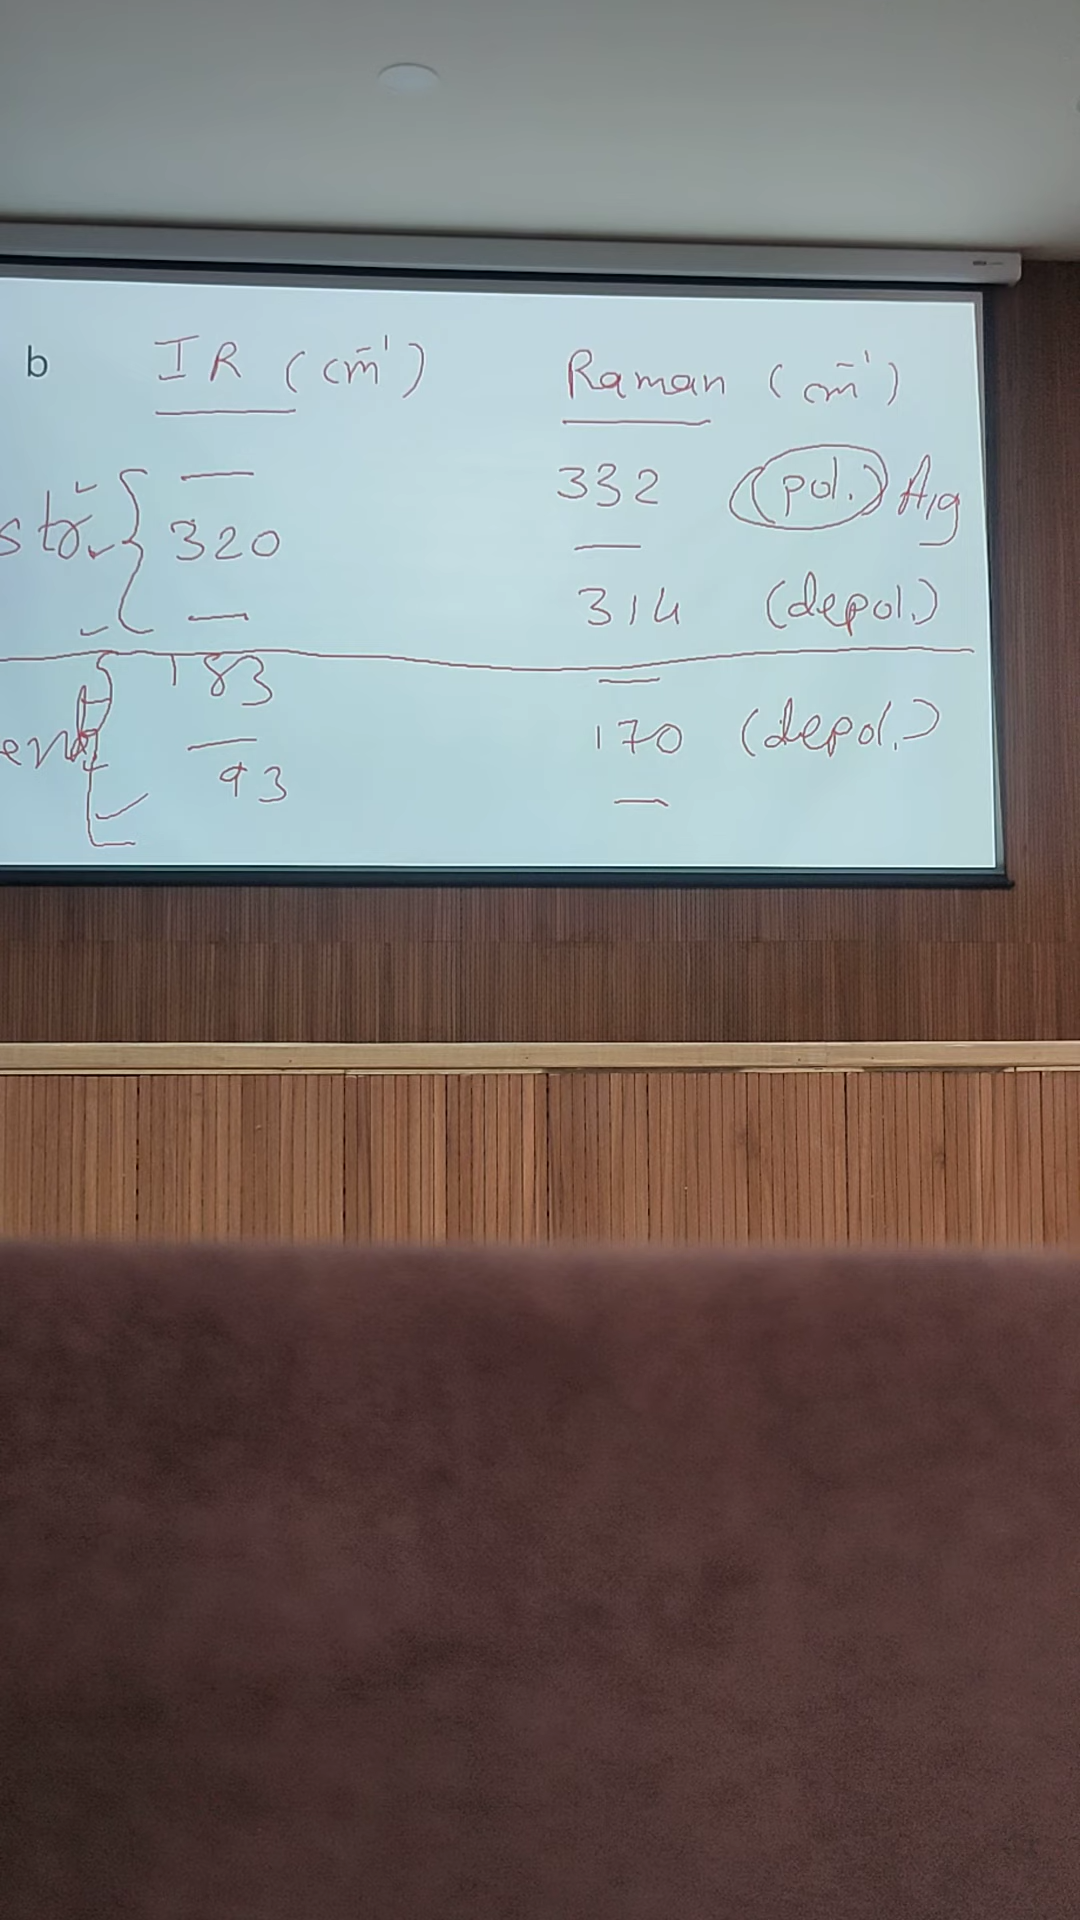 b IR (cm⁻¹) Raman (cm⁻¹)
— 332 (pol.) A1g
str. 320 —
— 314 (depol.)
183 —
— 170 (depol.)
93 —